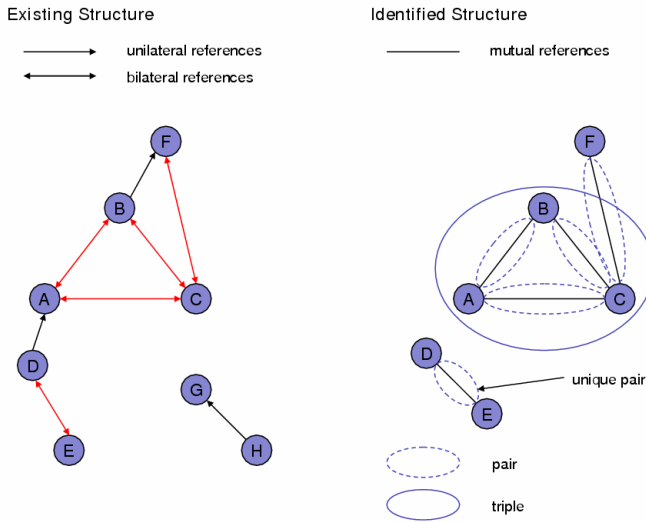 Existing Structure
unilateral references
bilateral references
F
B
A
C
D
G
E
H
Identified Structure
mutual references
F
B
A
C
D
unique pair
E
pair
triple